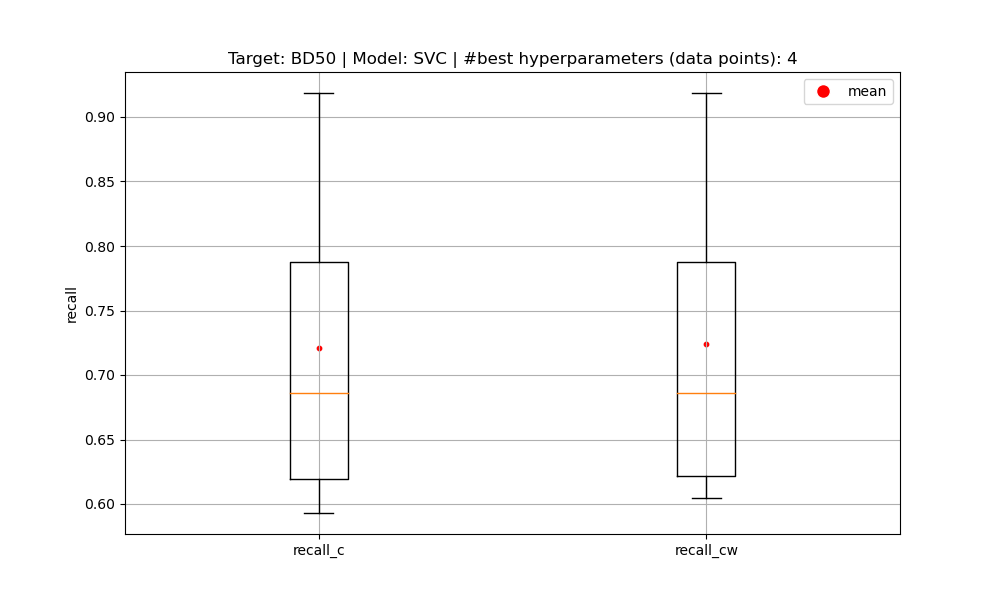 Target: BD50 | Model: SVC | #best hyperparameters (data points): 4
mean
0.90
0.85
0.80
0.75
0.70
0.65
0.60
recall
recall_c
recall_cw